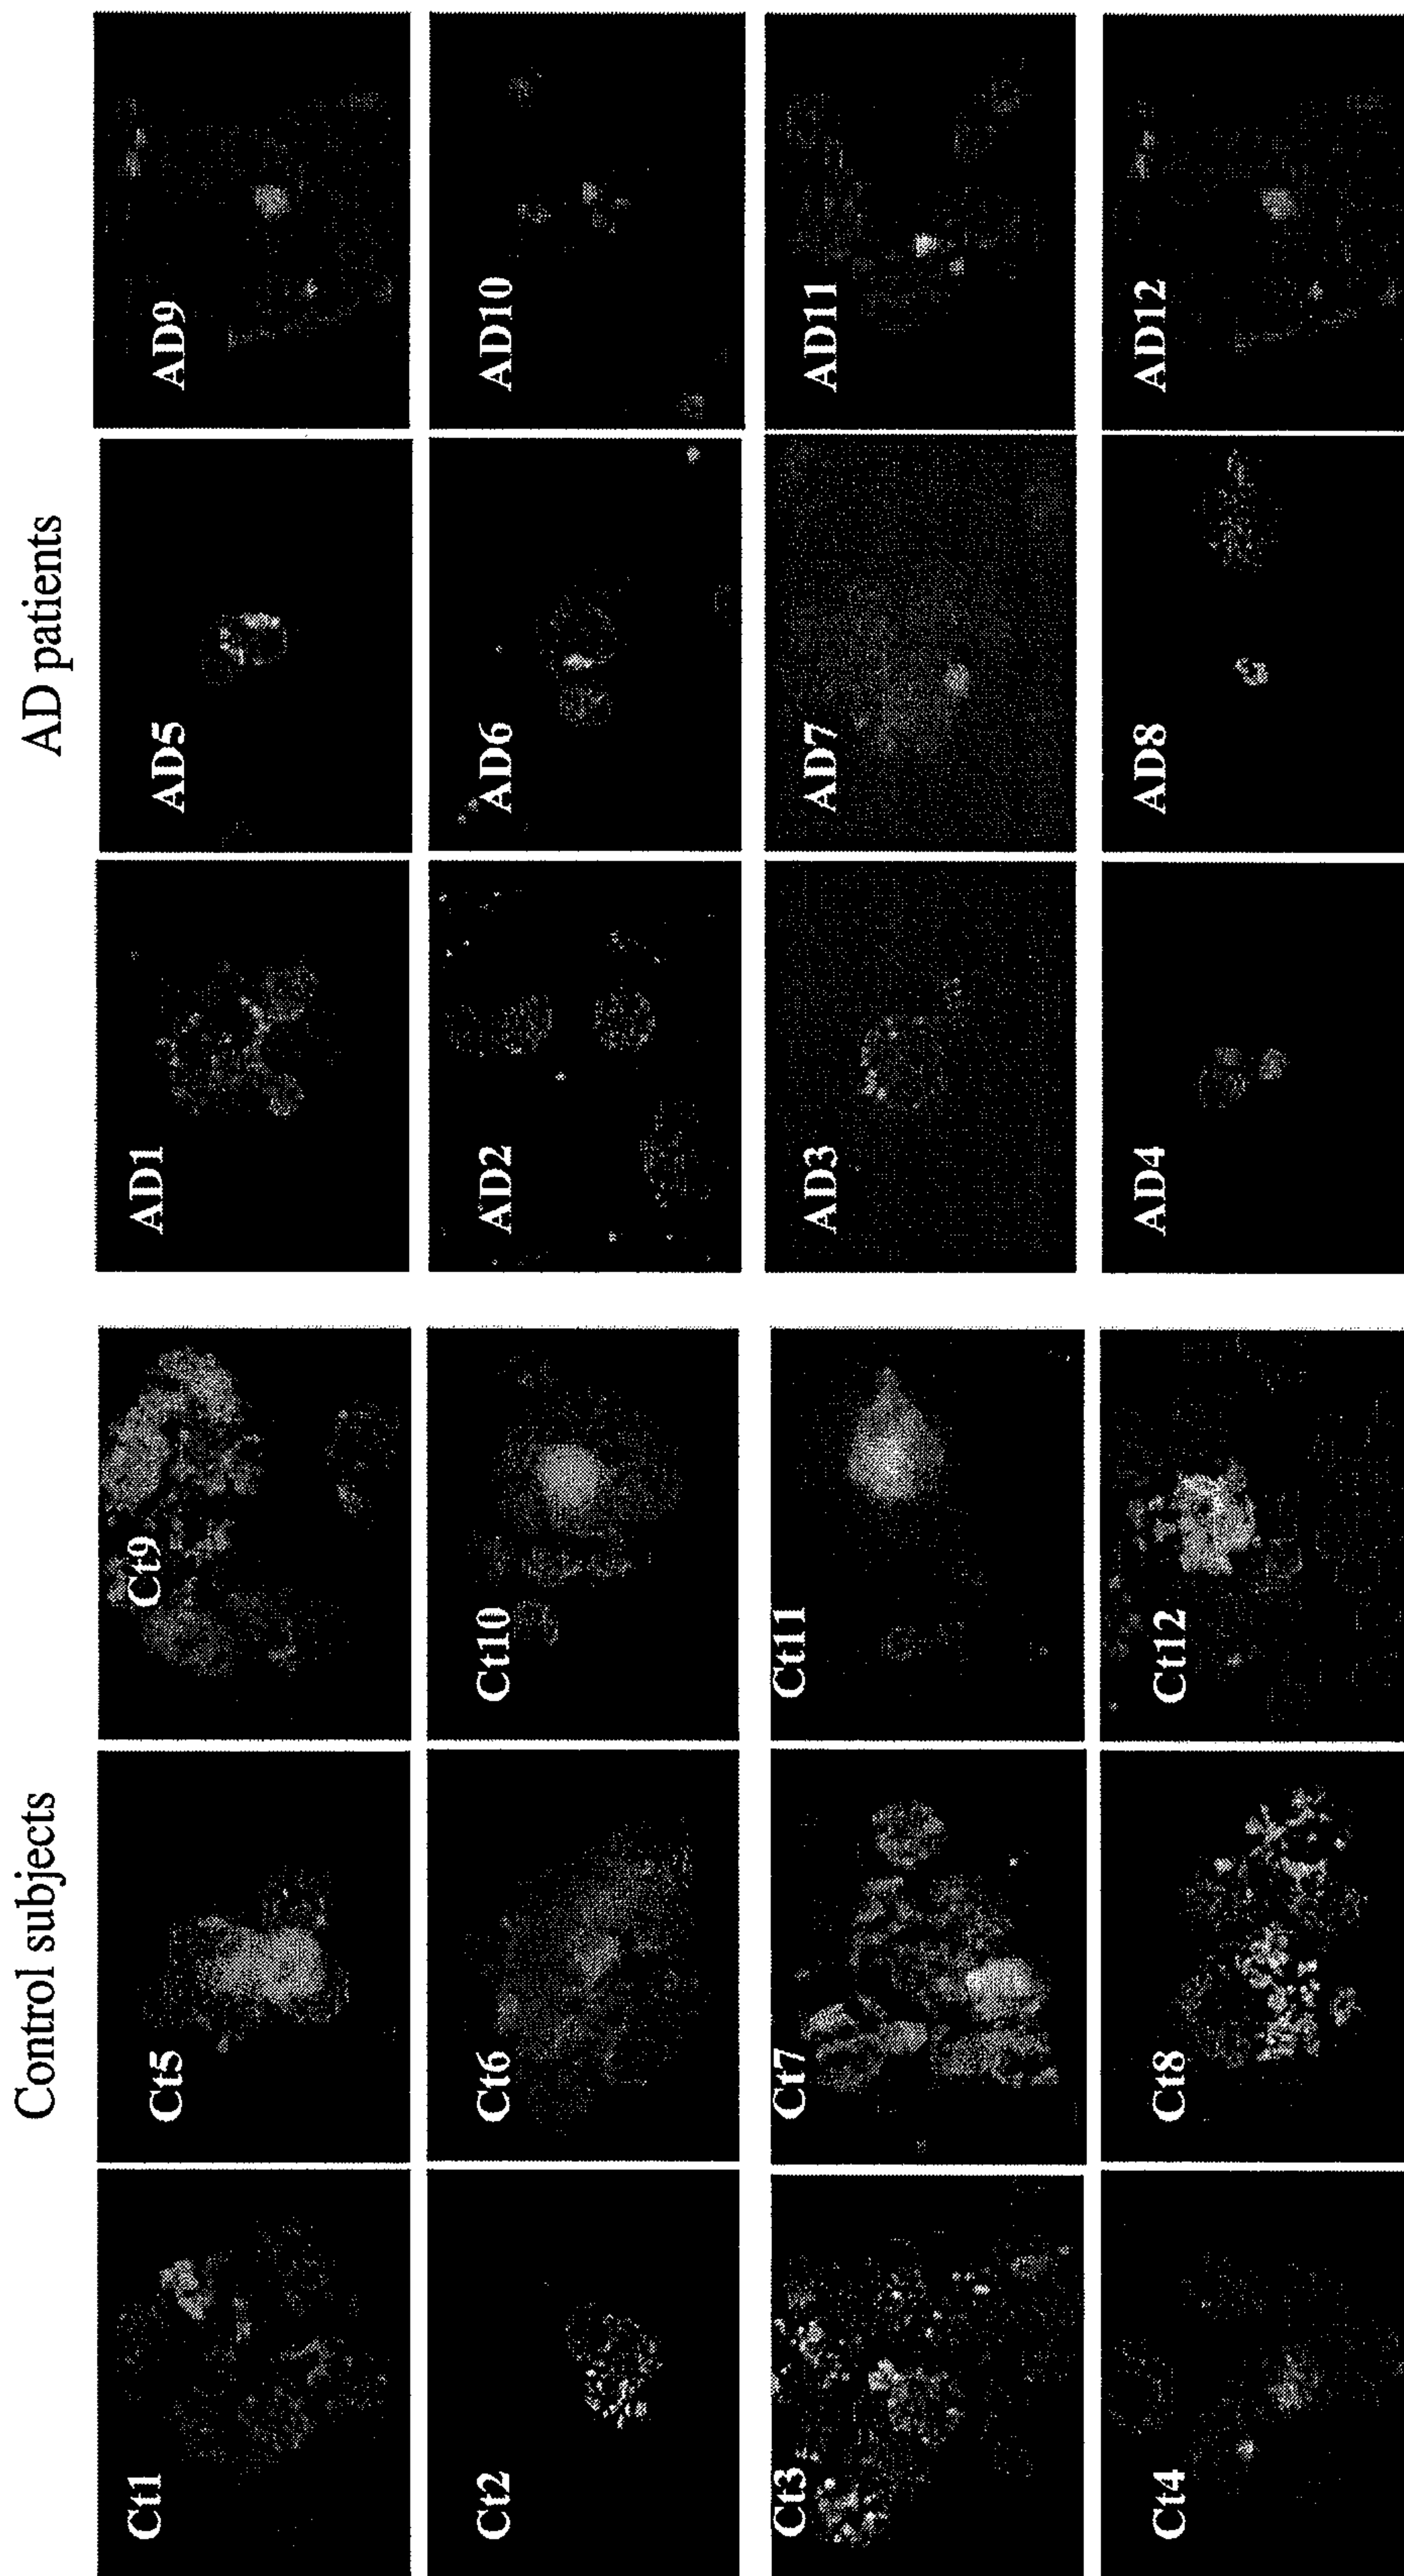 Control subjects
AD patients
Ct1
Ct5
Ct9
AD1
AD5
AD9
Ct2
Ct6
Ct10
AD2
AD6
AD10
Ct3
Ct7
Ct11
AD3
AD7
AD11
Ct4
Ct8
Ct12
AD4
AD8
AD12